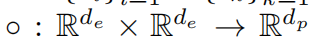 ∘ : ℝ^{d_e} × ℝ^{d_e} → ℝ^{d_p}